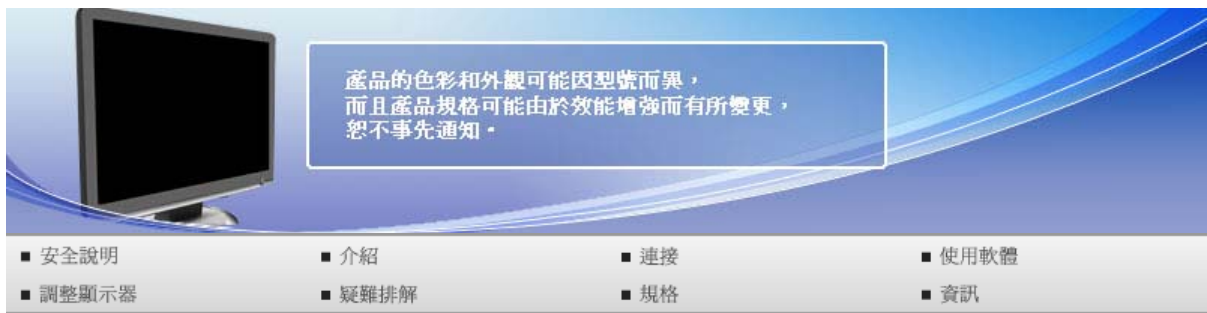 產品的色彩和外觀可能因型號而異，
而且產品規格可能由於效能增強而有所變更，
恕不事先通知。
■ 安全說明 ■ 介紹 ■ 連接 ■ 使用軟體
■ 調整顯示器 ■ 疑難排解 ■ 規格 ■ 資訊